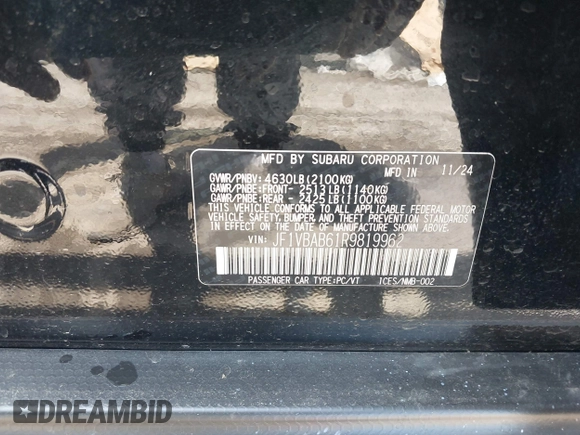 MFD BY SUBARU CORPORATION
GVWR/PNBV: 4630LB(2100KG) MFD IN 11/24
GAWR/PNBE:FRONT- 2513LB(1140KG)
GAWR/PNBE:REAR - 2425LB(1100KG)
THIS VEHICLE CONFORMS TO ALL APPLICABLE FEDERAL MOTOR
VEHICLE SAFETY, BUMPER, AND THEFT PREVENTION STANDARDS
IN EFFECT ON THE DATE OF MANUFACTURE SHOWN ABOVE.
VIN: JF1VBAB61R9819962
PASSENGER CAR TYPE:PC/VT ICES/NMB-002
DREAMBID